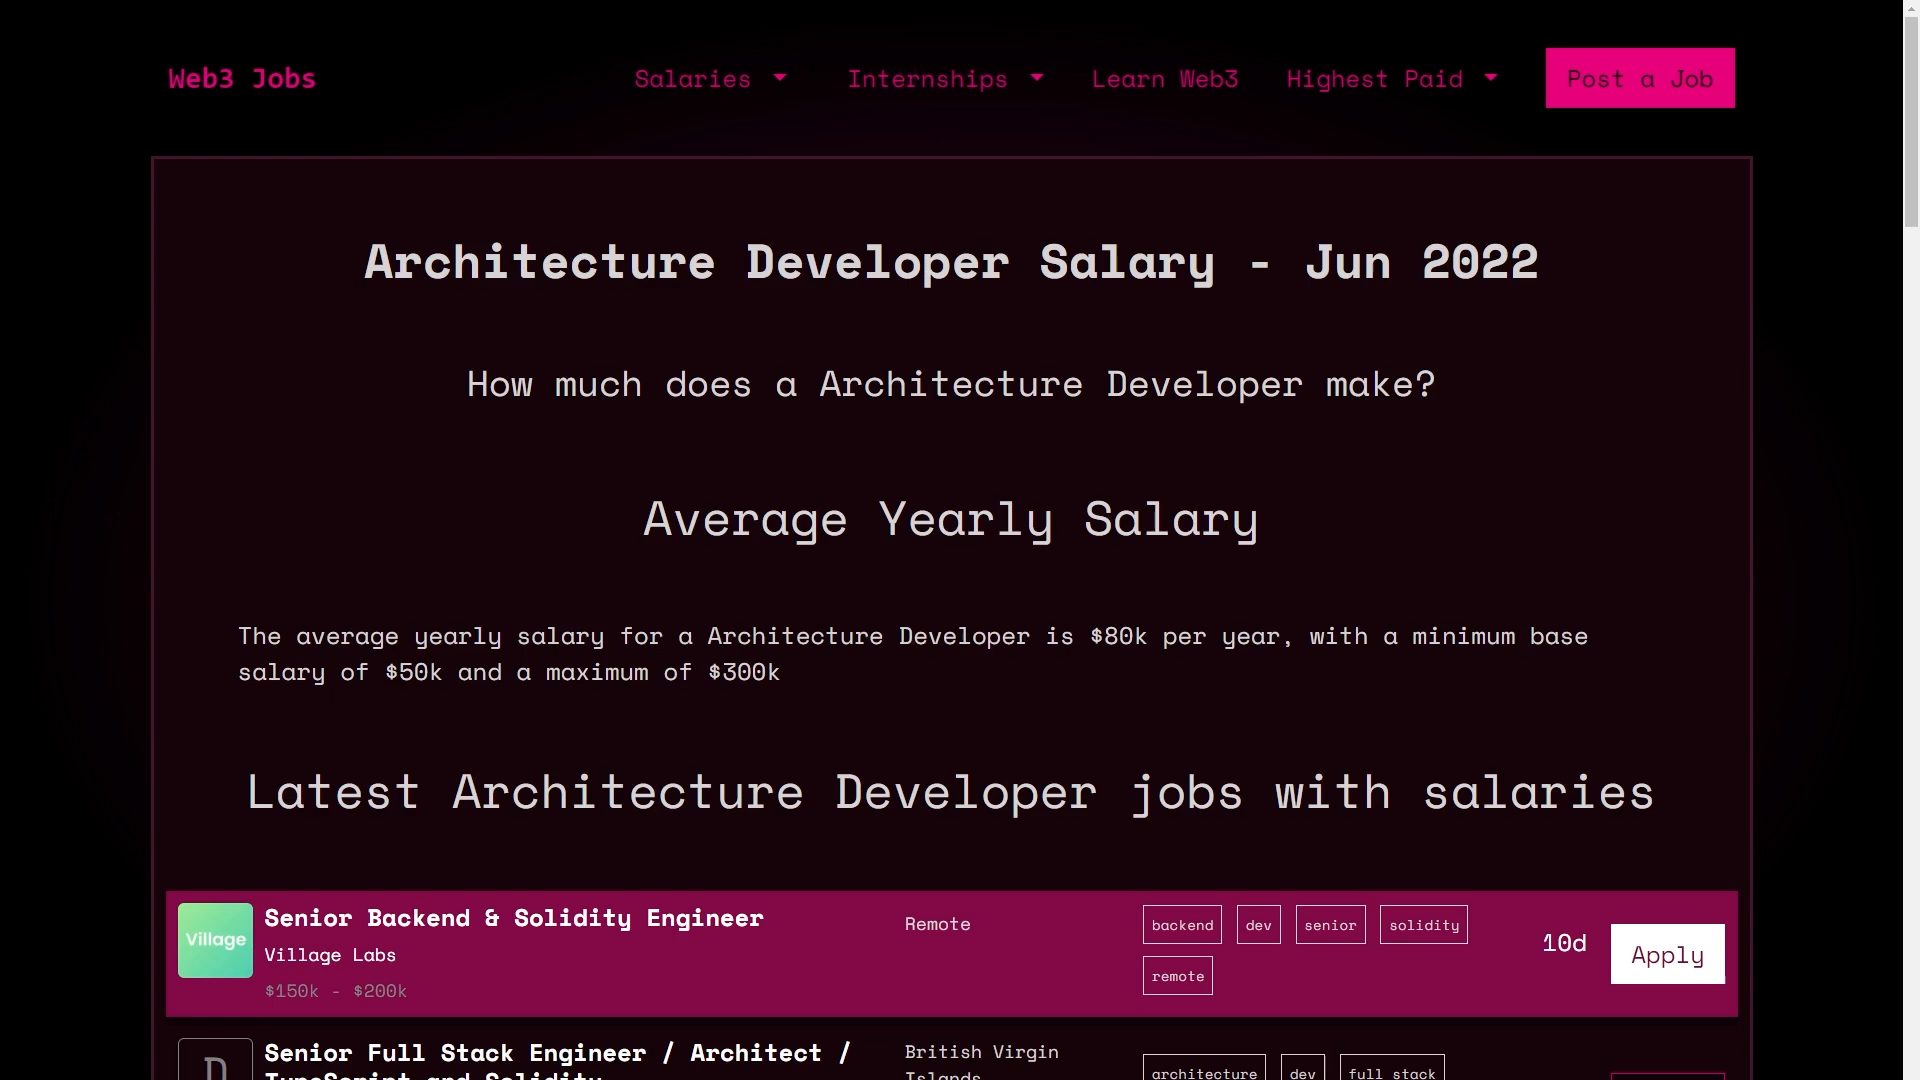 Web3 Jobs
Salaries
Internships
Learn Web3
Highest Paid
Post a Job
Architecture Developer Salary - Jun 2022
How much does a Architecture Developer make?
Average Yearly Salary
The average yearly salary for a Architecture Developer is $80k per year, with a minimum base
salary of $50k and a maximum of $300k
Latest Architecture Developer jobs with salaries
Village
Senior Backend & Solidity Engineer
Village Labs
$150k - $200k
Remote
backend
dev
senior
solidity
remote
10d
Apply
D
Senior Full Stack Engineer / Architect /
TypeScript and Solidity
British Virgin
Islands
architecture
dev
full stack